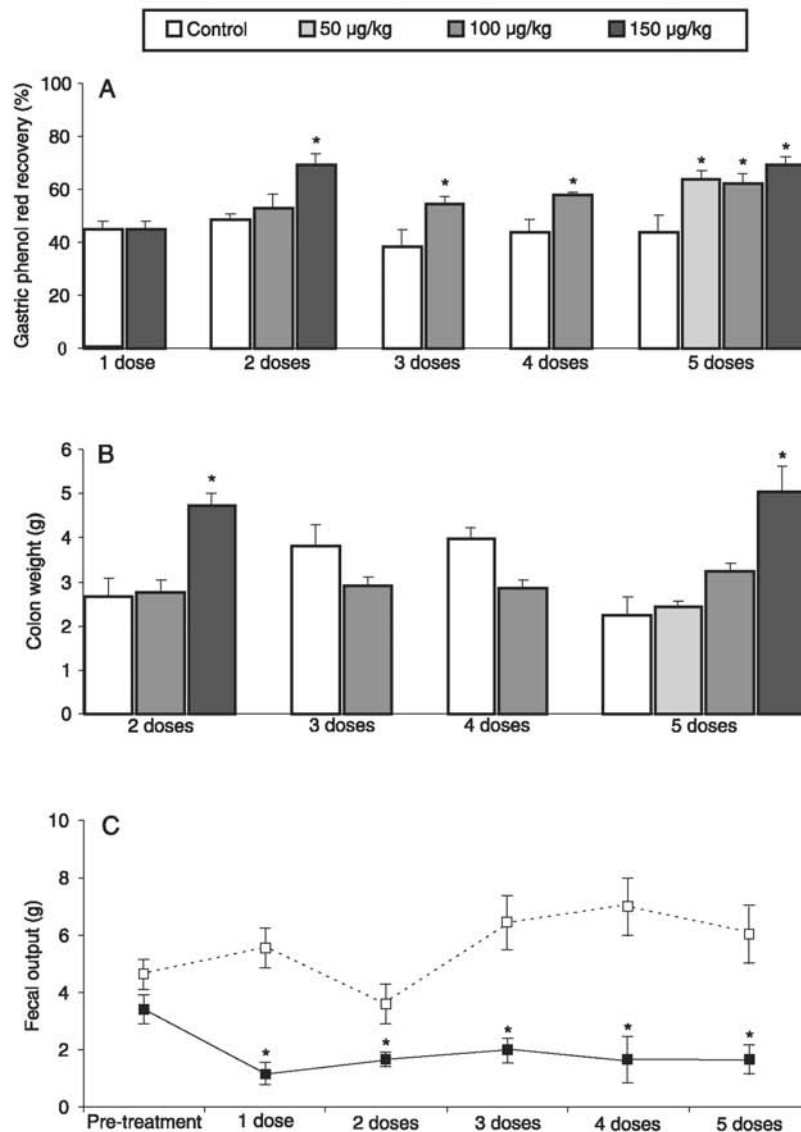 Control 50 µg/kg 100 µg/kg 150 µg/kg
A
Gastric phenol red recovery (%)
100
80
60
40
20
0
* * * * * *
1 dose 2 doses 3 doses 4 doses 5 doses
B
Colon weight (g)
6
5
4
3
2
1
0
* *
2 doses 3 doses 4 doses 5 doses
C
Fecal output (g)
10
8
6
4
2
0
* * * * *
Pre-treatment 1 dose 2 doses 3 doses 4 doses 5 doses